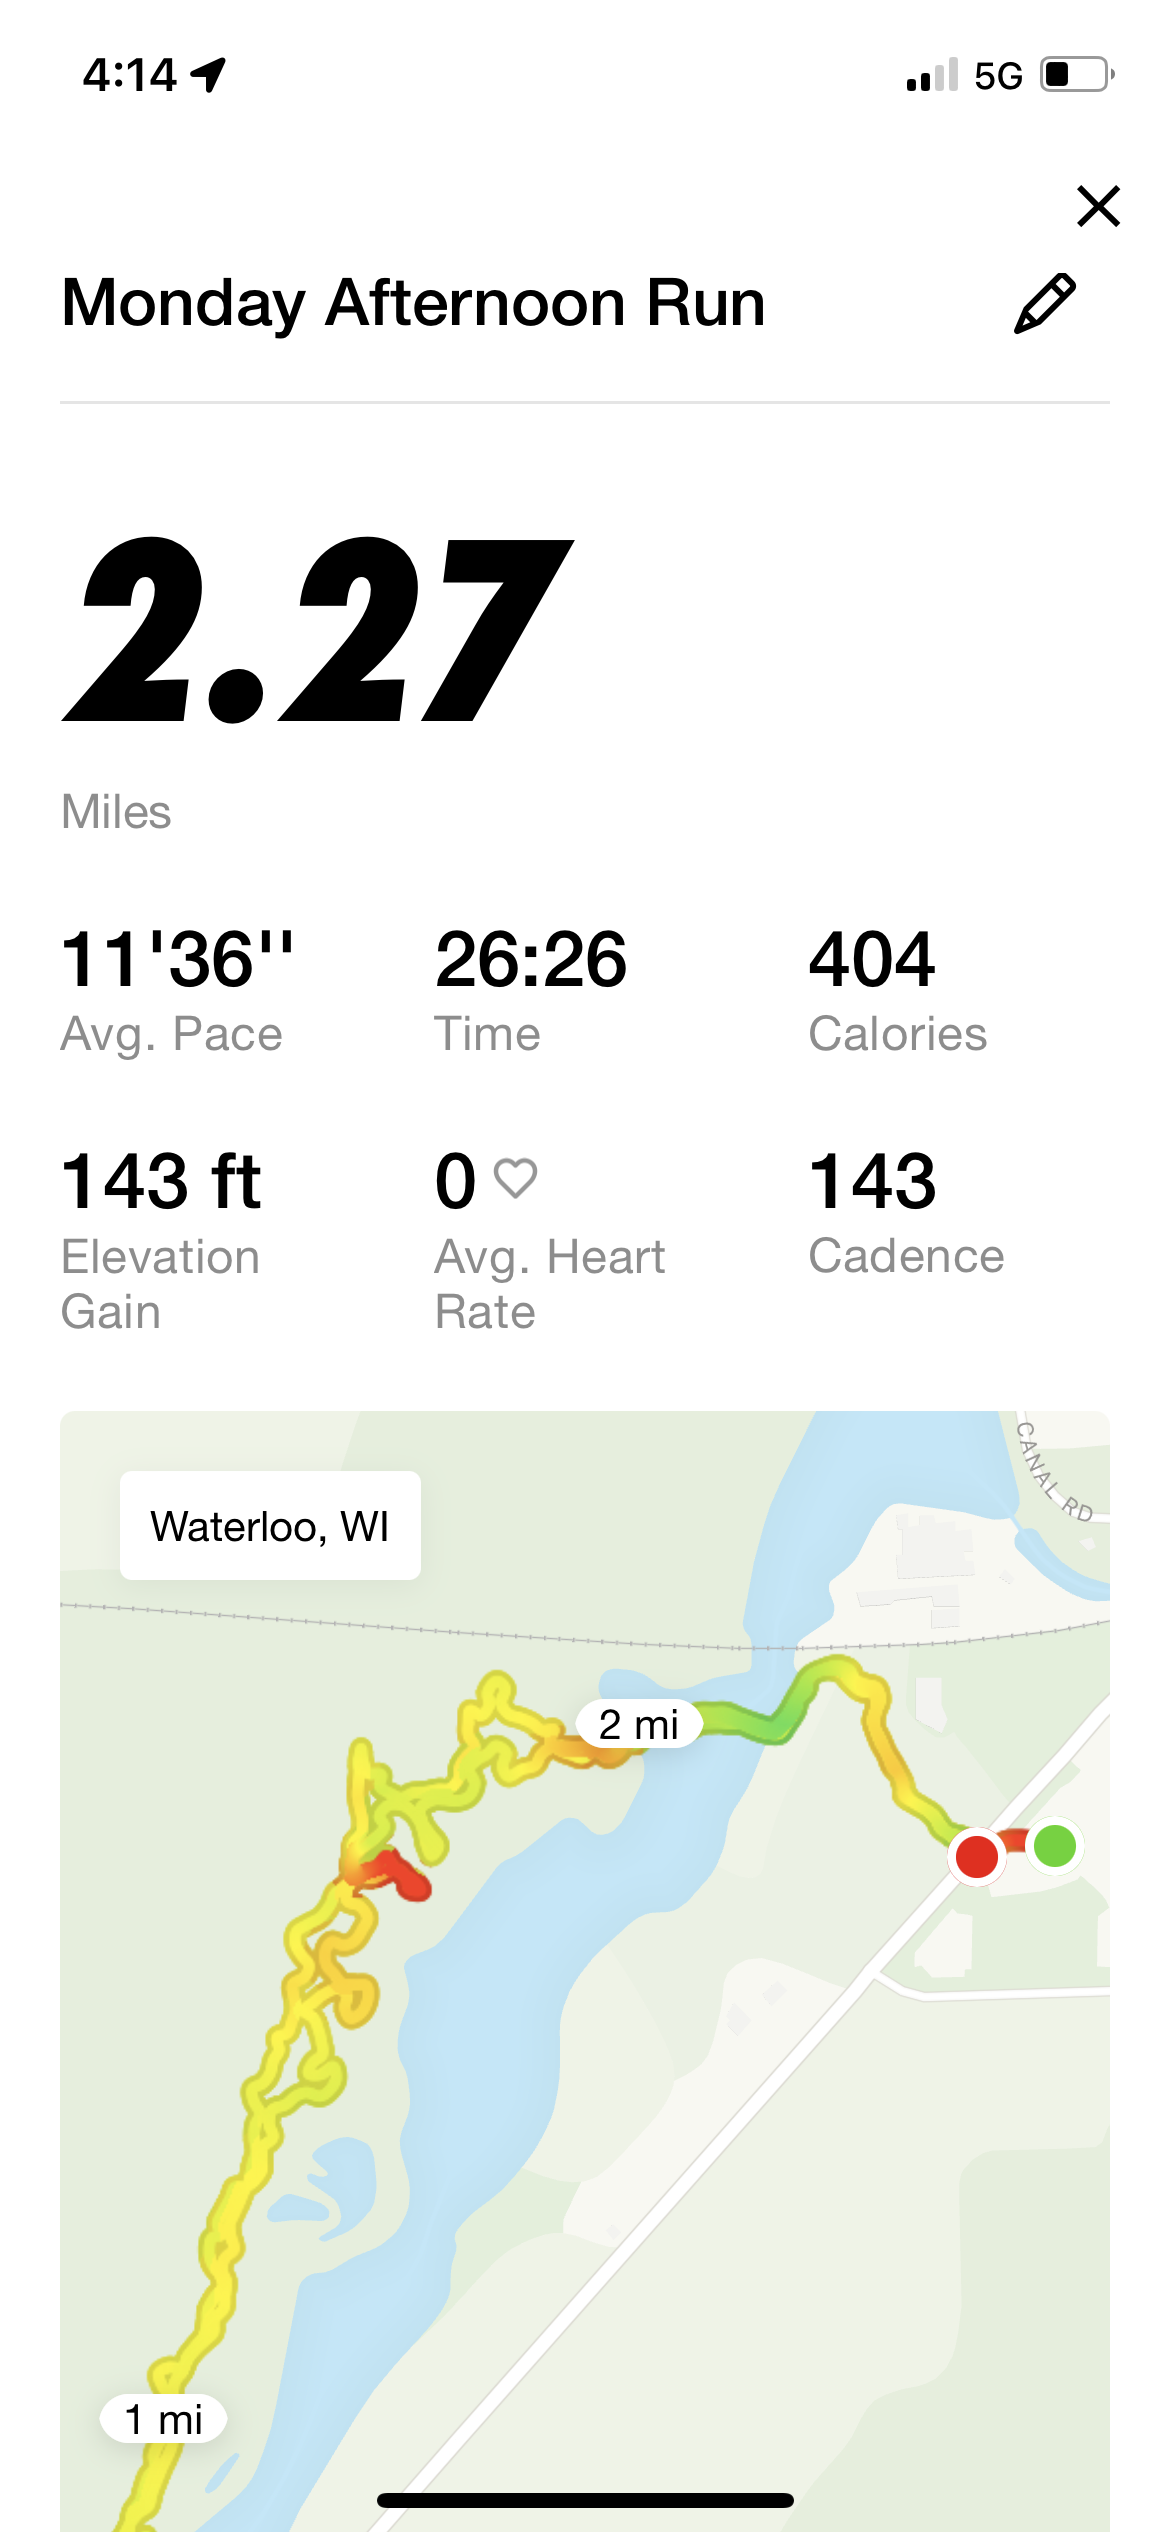 4:14
5G
Monday Afternoon Run
2.27
Miles
11'36''
26:26
404
Avg. Pace
Time
Calories
143 ft
0
143
Elevation
Gain
Avg. Heart
Rate
Cadence
CANAL RD
Waterloo, WI
2 mi
1 mi